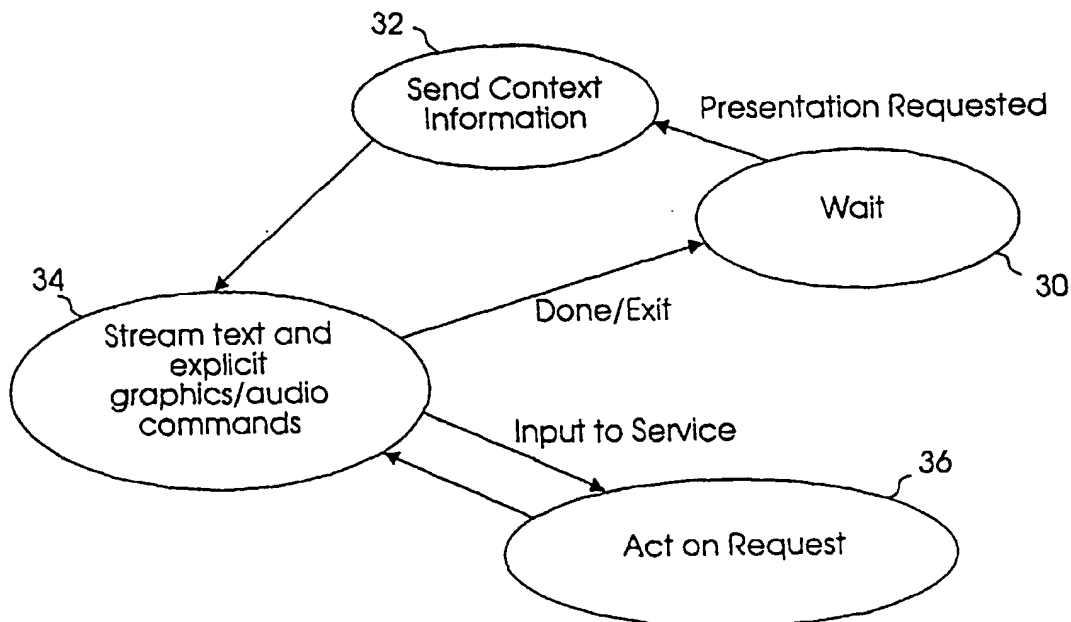 32
Send Context
Information
Presentation Requested
Wait
30
34
Stream text and
explicit
graphics/audio
commands
Done/Exit
Input to Service
36
Act on Request